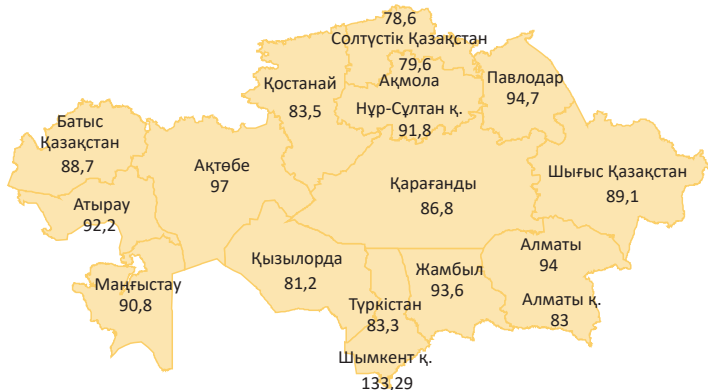 78,6
Солтүстік Қазақстан
79,6
Ақмола
Нұр-Сұлтан қ.
91,8
Қостанай
83,5
Павлодар
94,7
Батыс
Қазақстан
88,7
Ақтөбе
97
Қарағанды
86,8
Шығыс Қазақстан
89,1
Атырау
92,2
Маңғыстау
90,8
Қызылорда
81,2
Түркістан
83,3
Шымкент қ.
133,29
Жамбыл
93,6
Алматы
94
Алматы қ.
83